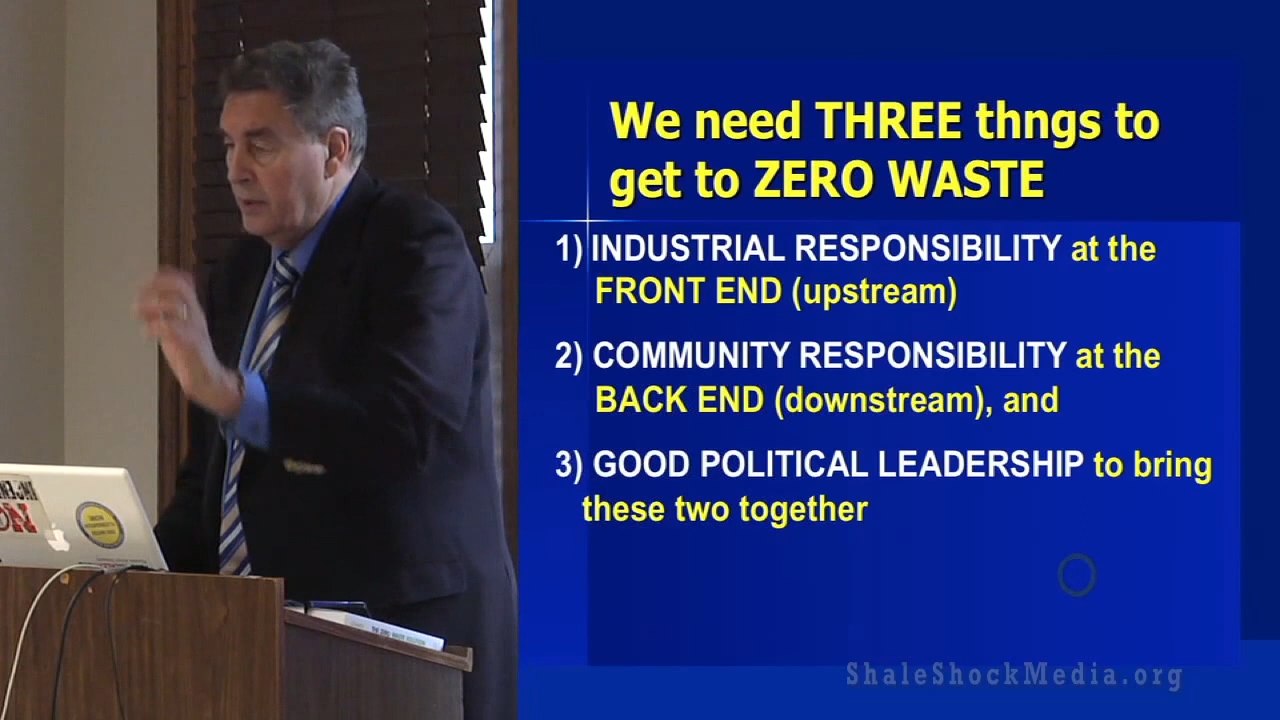 We need THREE thngs to
get to ZERO WASTE
1) INDUSTRIAL RESPONSIBILITY at the
FRONT END (upstream)
2) COMMUNITY RESPONSIBILITY at the
BACK END (downstream), and
3) GOOD POLITICAL LEADERSHIP to bring
these two together
ShaleShockMedia.org